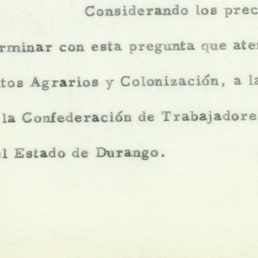 Considerando los prec
rminar con esta pregunta que aten
tos Agrarios y Colonización, a la
la Confederación de Trabajadore
el Estado de Durango.